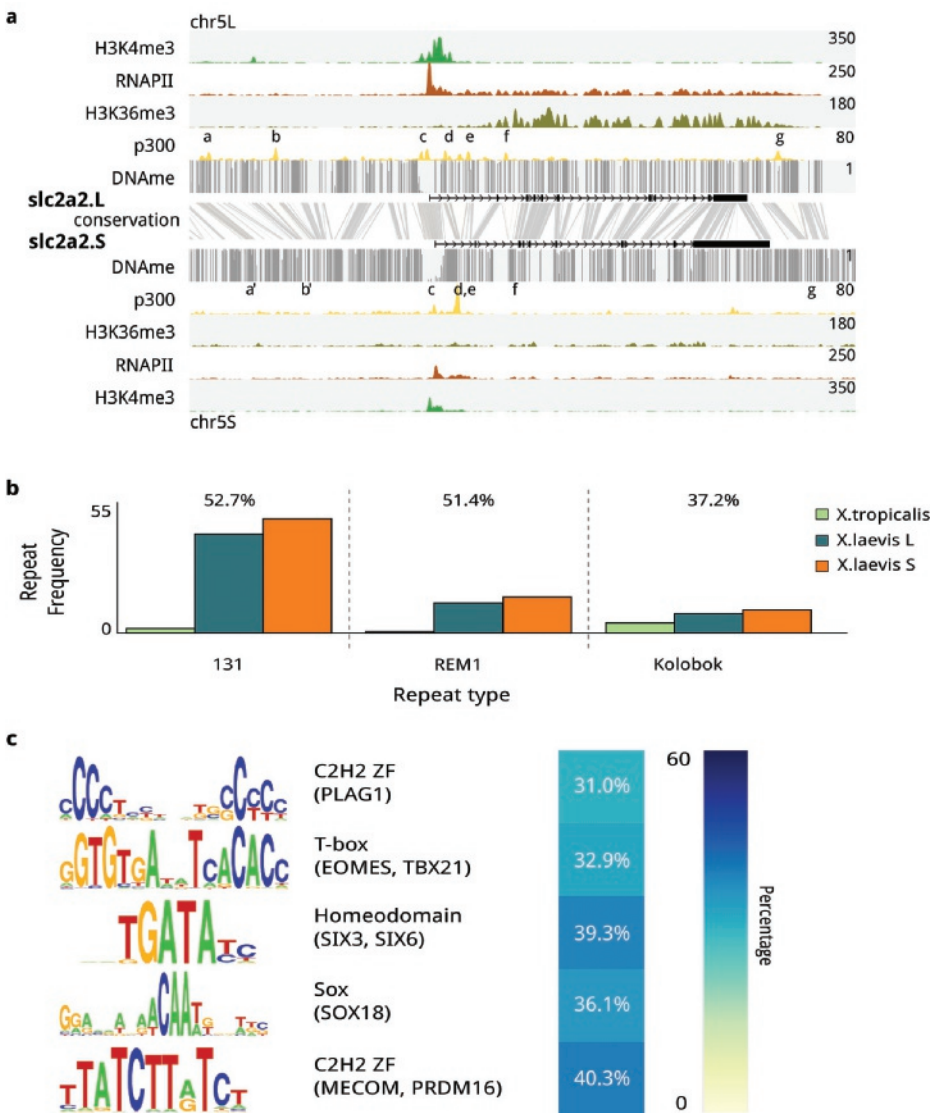 a
chr5L
H3K4me3 350
RNAPII 250
H3K36me3 180
a b c d e f g
p300 80
DNAme 1
slc2a2.L
conservation
slc2a2.S
DNAme 1
a' b' c d,e f g
p300 80
H3K36me3 180
RNAPII 250
H3K4me3 350
chr5S
b
52.7% 51.4% 37.2%
55
0
Repeat
Frequency
X.tropicalis
X.laevis L
X.laevis S
131 REM1 Kolobok
Repeat type
c
C2H2 ZF
(PLAG1)
31.0%
T-box
(EOMES, TBX21)
32.9%
Homeodomain
(SIX3, SIX6)
39.3%
Sox
(SOX18)
36.1%
C2H2 ZF
(MECOM, PRDM16)
40.3%
60
0
Percentage